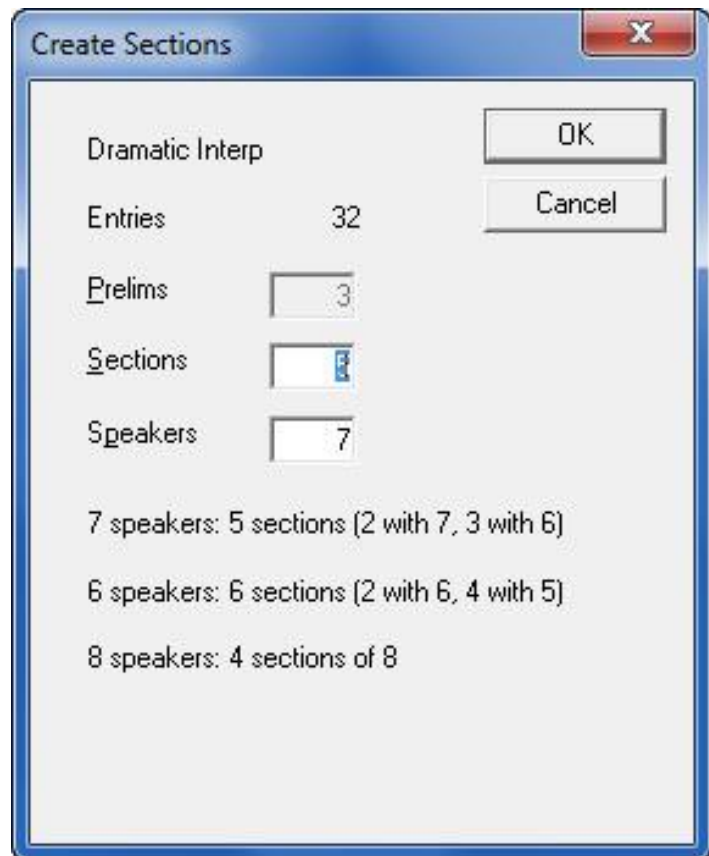 Create Sections
Dramatic Interp
OK
Entries 32
Cancel
Prelims 3
Sections
Speakers 7
7 speakers: 5 sections (2 with 7, 3 with 6)
6 speakers: 6 sections (2 with 6, 4 with 5)
8 speakers: 4 sections of 8